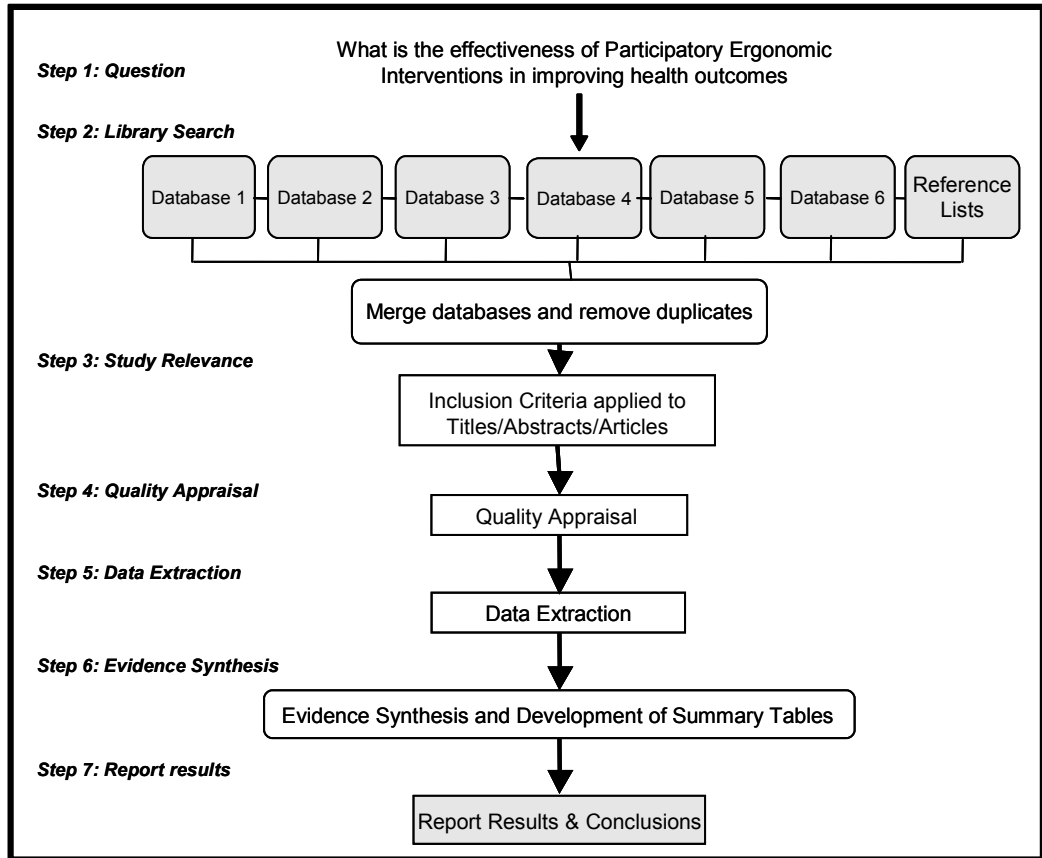 Step 1: Question
What is the effectiveness of Participatory Ergonomic
Interventions in improving health outcomes
Step 2: Library Search
Database 1
Database 2
Database 3
Database 4
Database 5
Database 6
Reference
Lists
Merge databases and remove duplicates
Step 3: Study Relevance
Inclusion Criteria applied to
Titles/Abstracts/Articles
Step 4: Quality Appraisal
Quality Appraisal
Step 5: Data Extraction
Data Extraction
Step 6: Evidence Synthesis
Evidence Synthesis and Development of Summary Tables
Step 7: Report results
Report Results & Conclusions